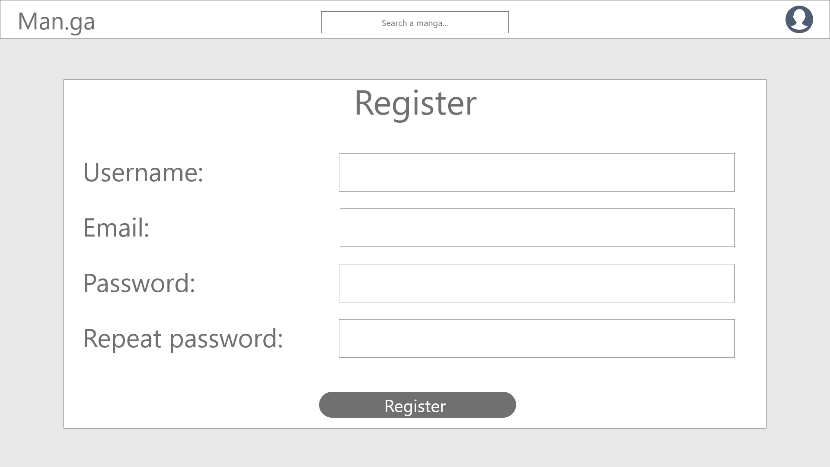 Man.ga
Search a manga...
Register
Username:
Email:
Password:
Repeat password:
Register